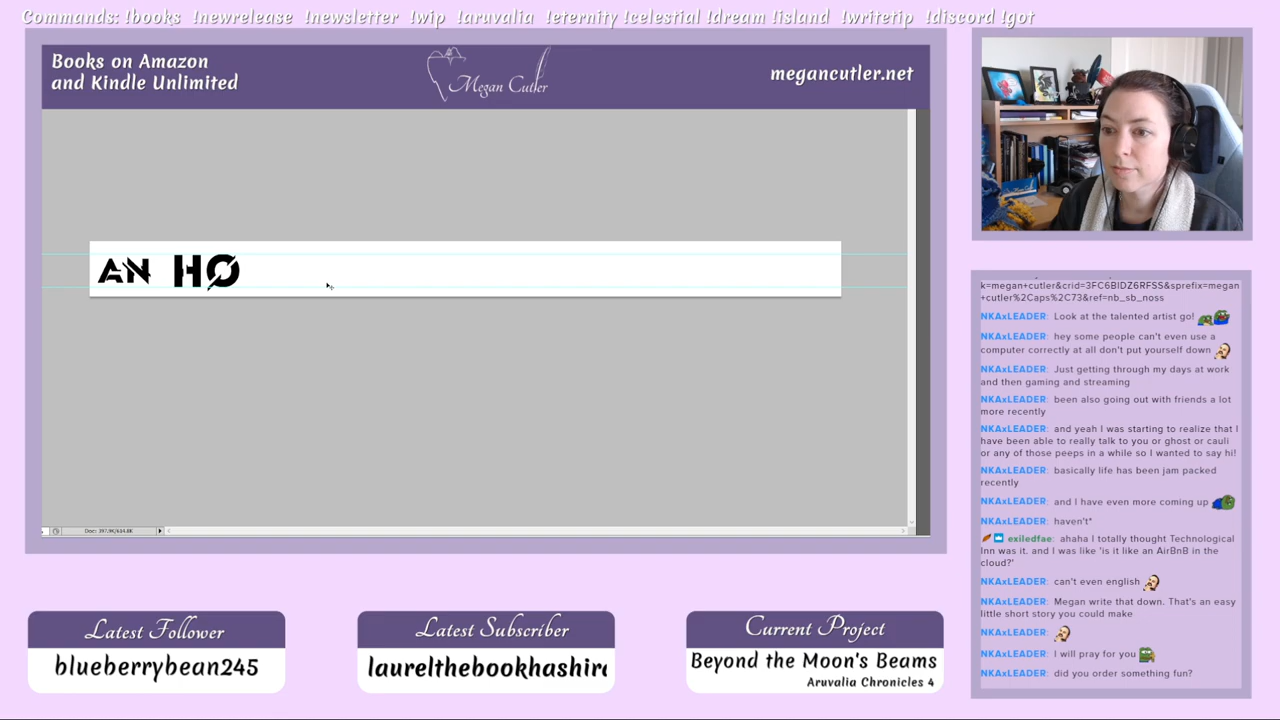 Commands: !books !newrelease !newsletter !wip !aruvalia !eternity !celestial !dream !island !writetip !discord !got
Books on Amazon
and Kindle Unlimited
Megan Cutler
megancutler.net
AN HO
Doc: 397.9K/614.8K
k=megan+cutler&crid=3FC6BIDZ6RFSS&sprefix=megan
+cutler%2Caps%2C73&ref=nb_sb_noss
NKAxLEADER: Look at the talented artist go!
NKAxLEADER: hey some people can't even use a
computer correctly at all don't put yourself down
NKAxLEADER: Just getting through my days at work
and then gaming and streaming
NKAxLEADER: been also going out with friends a lot
more recently
NKAxLEADER: and yeah I was starting to realize that I
have been able to really talk to you or ghost or cauli
or any of those peeps in a while so I wanted to say hi!
NKAxLEADER: basically life has been jam packed
recently
NKAxLEADER: and I have even more coming up
NKAxLEADER: haven't*
exiledfae: ahaha I totally thought Technological
Inn was it. and I was like 'is it like an AirBnB in the
cloud?'
NKAxLEADER: can't even english
NKAxLEADER: Megan write that down. That's an easy
little short story you could make
NKAxLEADER:
NKAxLEADER: I will pray for you
NKAxLEADER: did you order something fun?
Latest Follower
blueberrybean245
Latest Subscriber
laurelthebookhashira
Current Project
Beyond the Moon's Beams
Aruvalia Chronicles 4